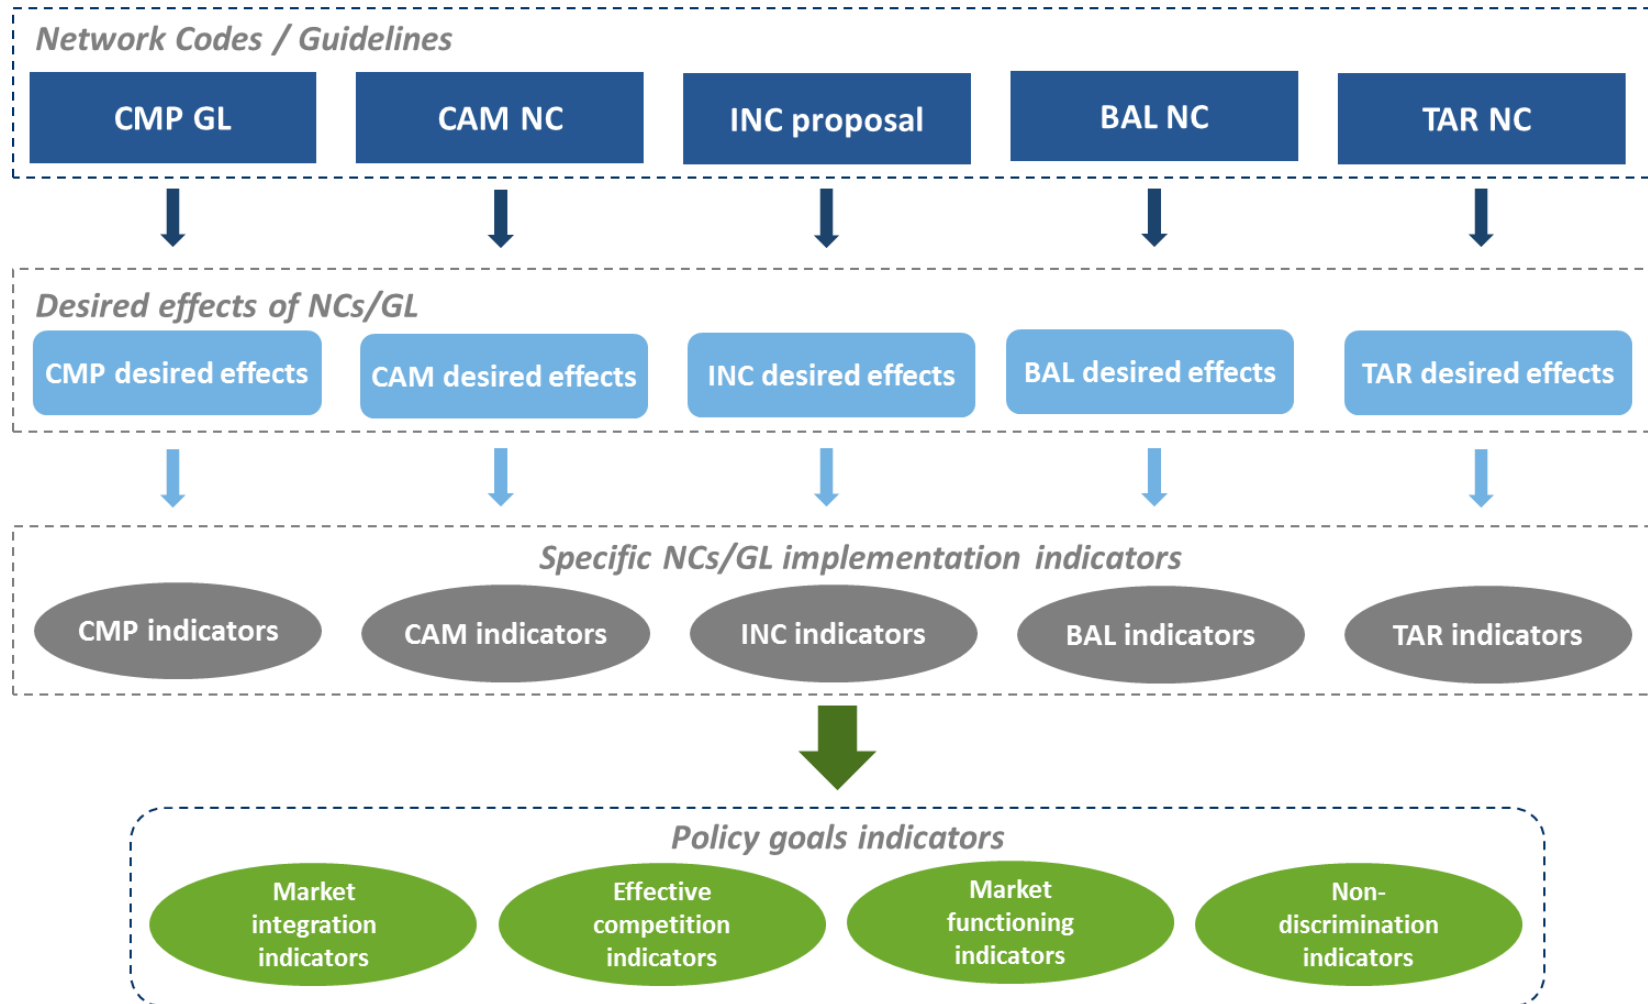 Network Codes / Guidelines
CMP GL
CAM NC
INC proposal
BAL NC
TAR NC
Desired effects of NCs/GL
CMP desired effects
CAM desired effects
INC desired effects
BAL desired effects
TAR desired effects
Specific NCs/GL implementation indicators
CMP indicators
CAM indicators
INC indicators
BAL indicators
TAR indicators
Policy goals indicators
Market
integration
indicators
Effective
competition
indicators
Market
functioning
indicators
Non-
discrimination
indicators